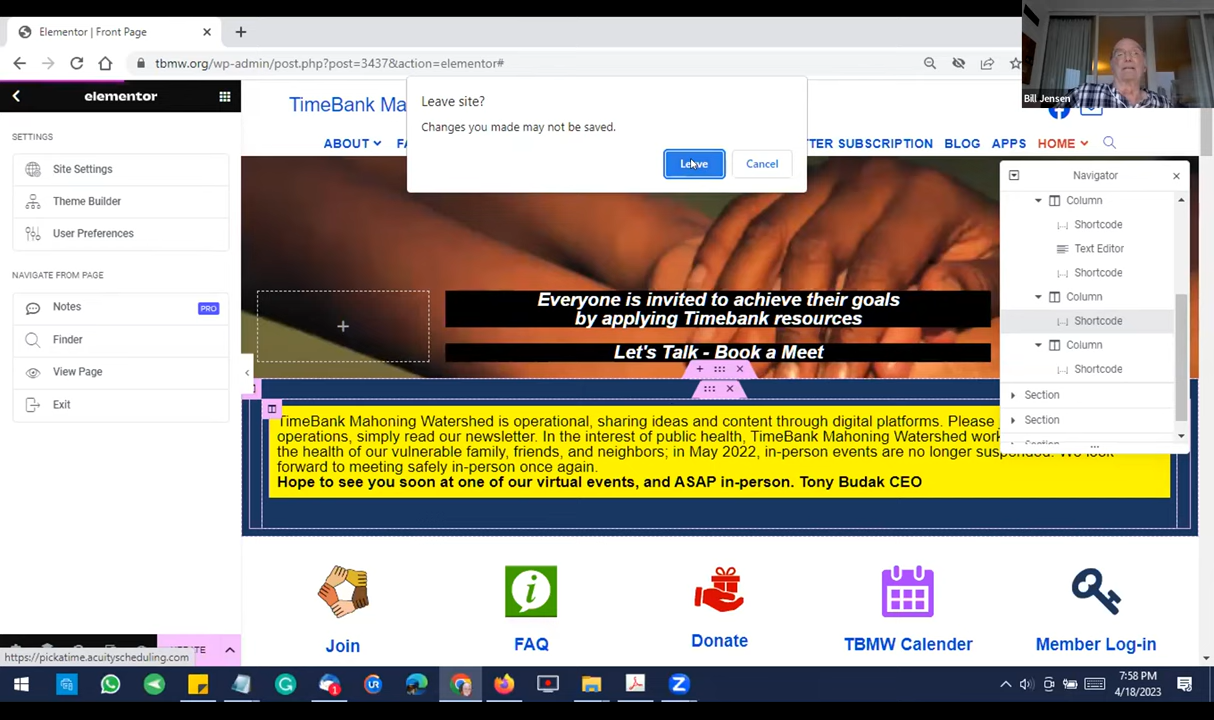 Elementor | Front Page
tbmw.org/wp-admin/post.php?post=3437&action=elementor#
Bill Jensen
elementor
SETTINGS
Site Settings
Theme Builder
User Preferences
NAVIGATE FROM PAGE
Notes
PRO
Finder
View Page
Exit
https://pickatime.acuityscheduling.com
TimeBank Ma
Leave site?
Changes you made may not be saved.
Leave
Cancel
ABOUT
TER SUBSCRIPTION
BLOG
APPS
HOME
Navigator
Column
Shortcode
Text Editor
Shortcode
Column
Shortcode
Column
Shortcode
Section
Section
Everyone is invited to achieve their goals
by applying Timebank resources
Let's Talk - Book a Meet
TimeBank Mahoning Watershed is operational, sharing ideas and content through digital platforms. Please
operations, simply read our newsletter. In the interest of public health, TimeBank Mahoning Watershed work
the health of our vulnerable family, friends, and neighbors; in May 2022, in-person events are no longer suspended. We look
forward to meeting safely in-person once again.
Hope to see you soon at one of our virtual events, and ASAP in-person. Tony Budak CEO
Join
FAQ
Donate
TBMW Calender
Member Log-in
7:58 PM
4/18/2023